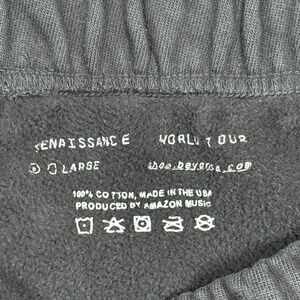 RENAISSANCE WORLD TOUR
LARGE shop.beyonce.com
100% COTTON, MADE IN THE USA
PRODUCED BY AMAZON MUSIC